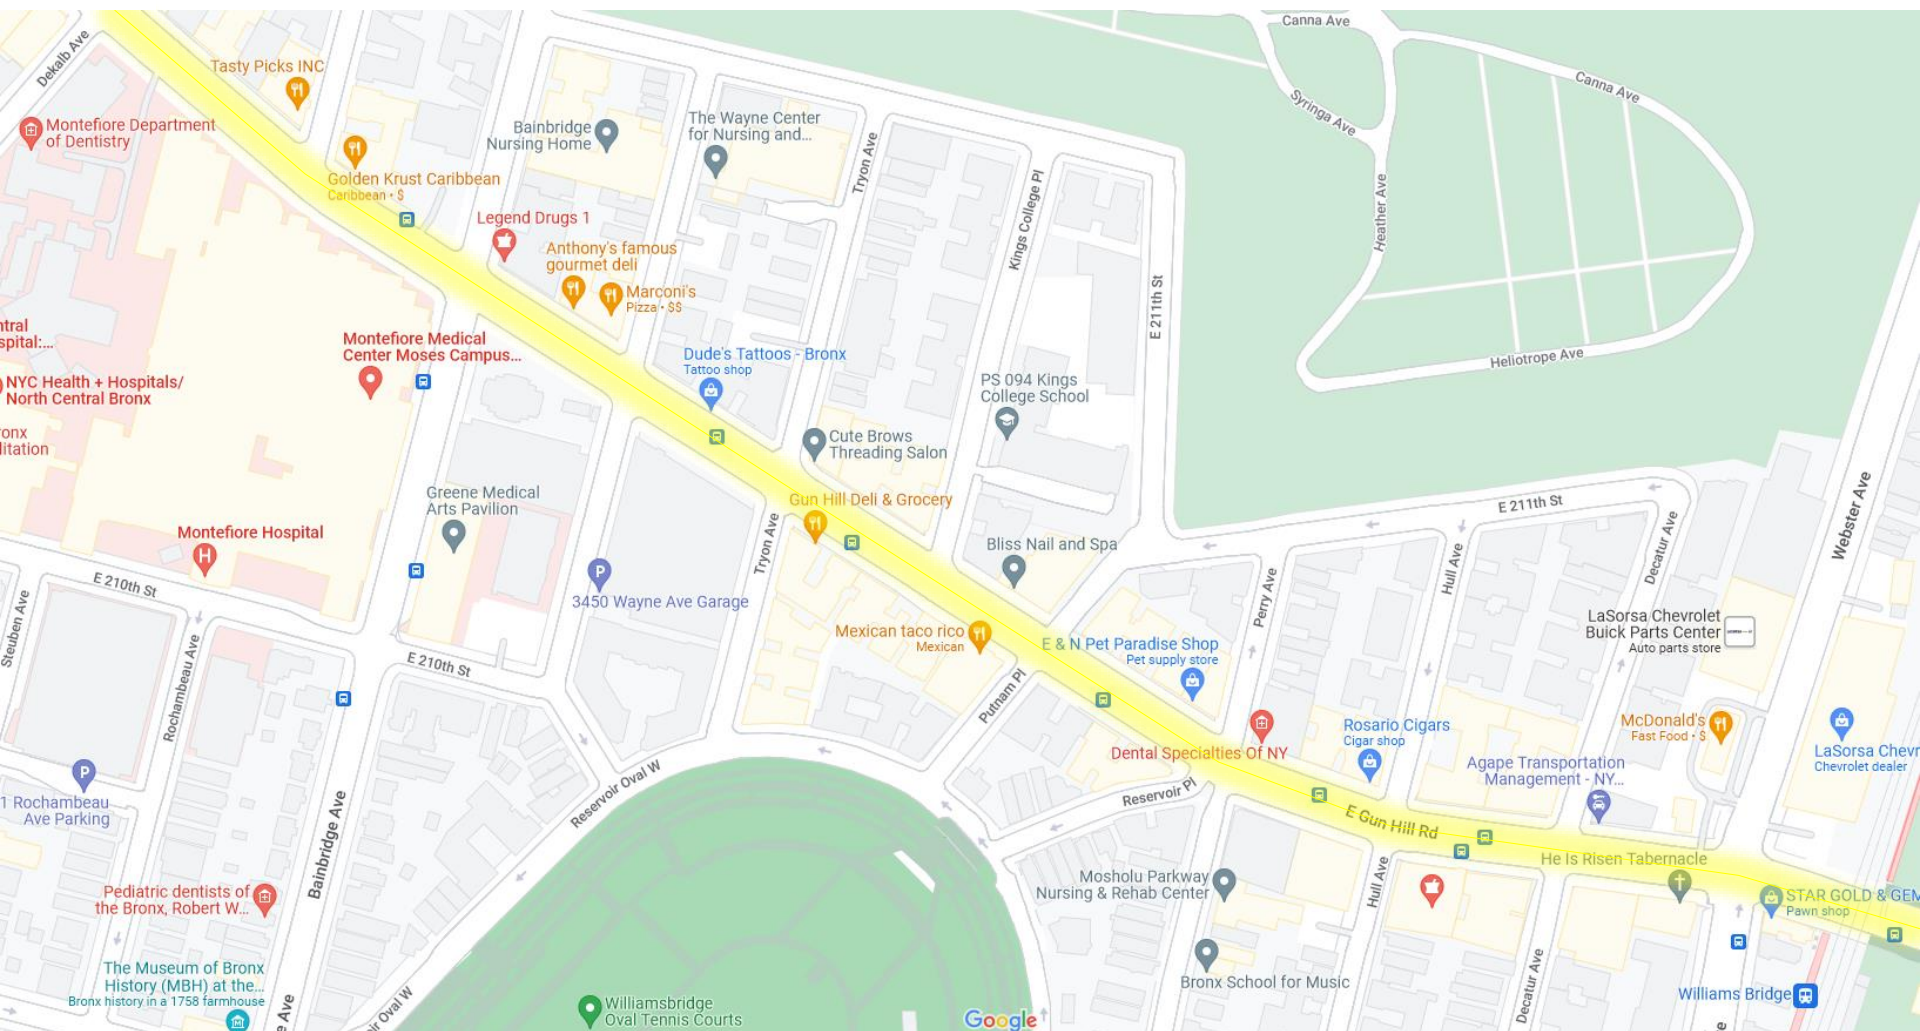 Canna Ave
Dekalb Ave
Tasty Picks INC
Canna Ave
Syringa Ave
Montefiore Department
of Dentistry
Bainbridge
Nursing Home
The Wayne Center
for Nursing and...
Tryon Ave
Golden Krust Caribbean
Caribbean • $
Kings College Pl
Heather Ave
Legend Drugs 1
Anthony's famous
gourmet deli
Marconi's
Pizza • $$
E 211th St
ntral
spital:...
Montefiore Medical
Center Moses Campus...
Dude's Tattoos - Bronx
Tattoo shop
Heliotrope Ave
NYC Health + Hospitals/
North Central Bronx
PS 094 Kings
College School
ronx
litation
Cute Brows
Threading Salon
Greene Medical
Arts Pavilion
Gun Hill Deli & Grocery
E 211th St
Webster Ave
Montefiore Hospital
H
Tryon Ave
Bliss Nail and Spa
Decatur Ave
Hull Ave
E 210th St
P
3450 Wayne Ave Garage
Perry Ave
Steuben Ave
Rochambeau Ave
E 210th St
Mexican taco rico
Mexican
E & N Pet Paradise Shop
Pet supply store
LaSorsa Chevrolet
Buick Parts Center
Auto parts store
Putnam Pl
Rosario Cigars
Cigar shop
McDonald's
Fast Food • $
Dental Specialties Of NY
LaSorsa Chevr
Chevrolet dealer
Agape Transportation
Management - NY...
P
1 Rochambeau
Ave Parking
Reservoir Oval W
Reservoir Pl
E Gun Hill Rd
Bainbridge Ave
He Is Risen Tabernacle
Mosholu Parkway
Nursing & Rehab Center
Hull Ave
Pediatric dentists of
the Bronx, Robert W...
STAR GOLD & GEM
Pawn shop
The Museum of Bronx
History (MBH) at the...
Bronx history in a 1758 farmhouse
Bronx School for Music
Decatur Ave
Williams Bridge
Williamsbridge
Oval Tennis Courts
Google
oir Oval W
e Ave
e